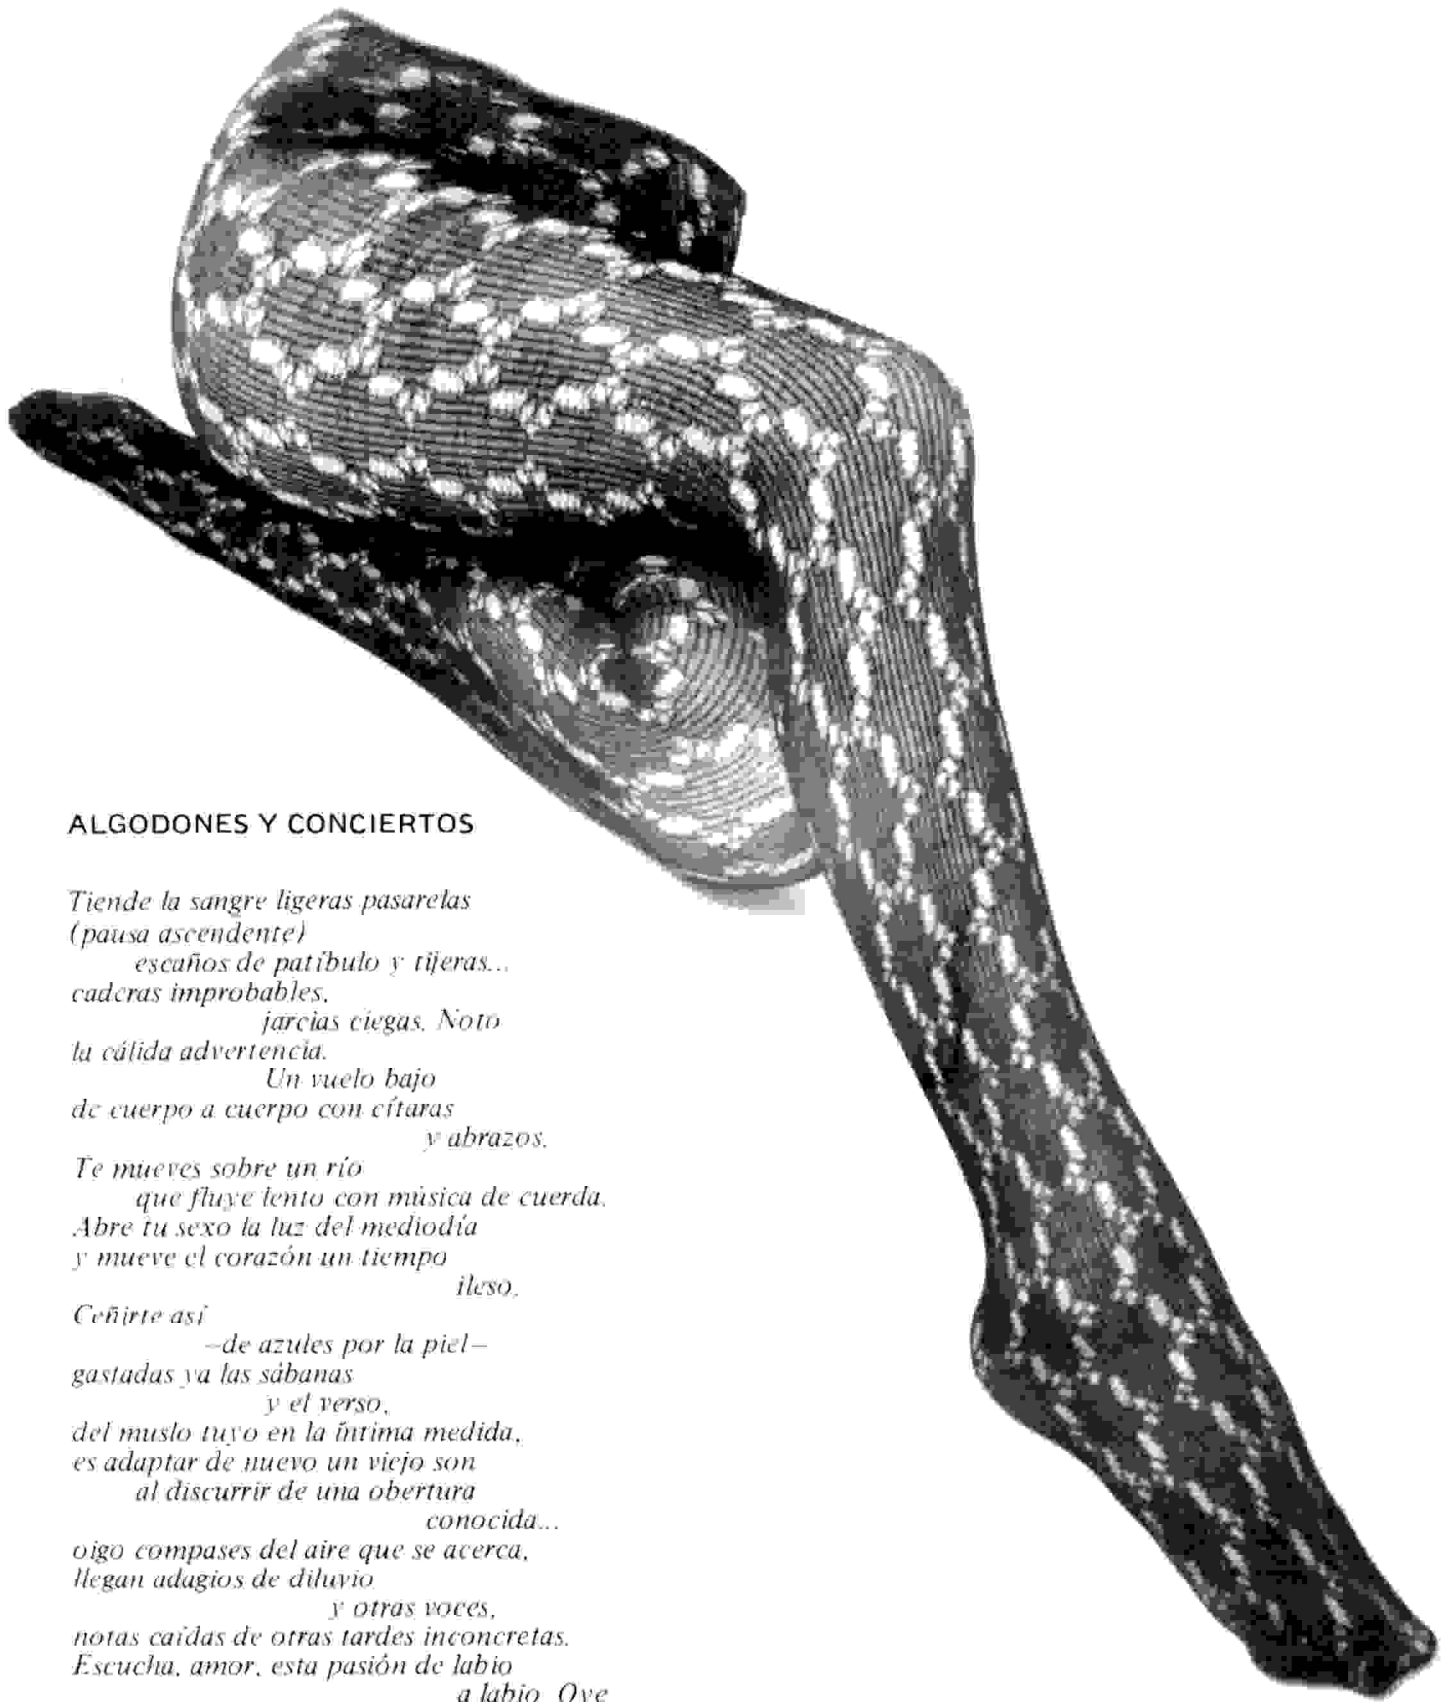 ALGODONES Y CONCIERTOS
Tiende la sangre ligeras pasarelas
(pausa ascendente)
escaños de patíbulo y tijeras...
caderas improbables,
jarcias ciegas. Noto
la cálida advertencia.
Un vuelo bajo
de cuerpo a cuerpo con cítaras
y abrazos.
Te mueves sobre un río
que fluye lento con música de cuerda.
Abre tu sexo la luz del mediodía
y mueve el corazón un tiempo
ileso.
Ceñirte así
—de azules por la piel—
gastadas ya las sábanas
y el verso,
del muslo tuyo en la íntima medida,
es adaptar de nuevo un viejo son
al discurrir de una obertura
conocida...
oigo compases del aire que se acerca,
llegan adagios de diluvio
y otras voces,
notas caídas de otras tardes inconcretas.
Escucha, amor, esta pasión de labio
a labio. Oye